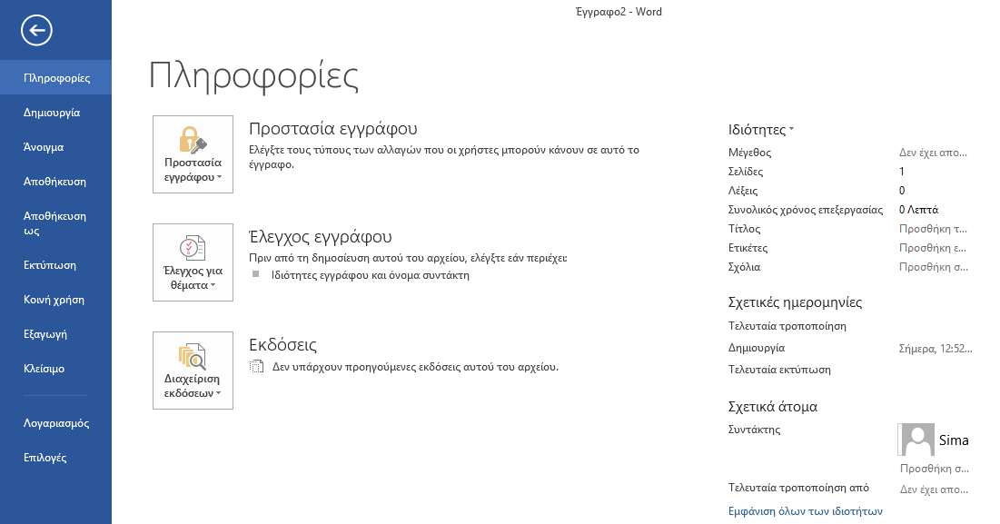 Έγγραφο2 - Word
Πληροφορίες
Δημιουργία
Άνοιγμα
Αποθήκευση
Αποθήκευση
ως
Εκτύπωση
Κοινή χρήση
Εξαγωγή
Κλείσιμο
Λογαριασμός
Επιλογές
Πληροφορίες
Προστασία
εγγράφου
Προστασία εγγράφου
Ελέγξτε τους τύπους των αλλαγών που οι χρήστες μπορούν κάνουν σε αυτό το
έγγραφο.
Έλεγχος για
θέματα
Έλεγχος εγγράφου
Πριν από τη δημοσίευση αυτού του αρχείου, ελέγξτε εάν περιέχει:
Ιδιότητες εγγράφου και όνομα συντάκτη
Διαχείριση
εκδόσεων
Εκδόσεις
Δεν υπάρχουν προηγούμενες εκδόσεις αυτού του αρχείου.
Ιδιότητες
Μέγεθος Δεν έχει απο...
Σελίδες 1
Λέξεις 0
Συνολικός χρόνος επεξεργασίας 0 Λεπτά
Τίτλος Προσθήκη τ...
Ετικέτες Προσθήκη ε...
Σχόλια Προσθήκη σ...
Σχετικές ημερομηνίες
Τελευταία τροποποίηση
Δημιουργία Σήμερα, 12:52...
Τελευταία εκτύπωση
Σχετικά άτομα
Συντάκτης Sima
Προσθήκη σ...
Τελευταία τροποποίηση από Δεν έχει απο...
Εμφάνιση όλων των ιδιοτήτων